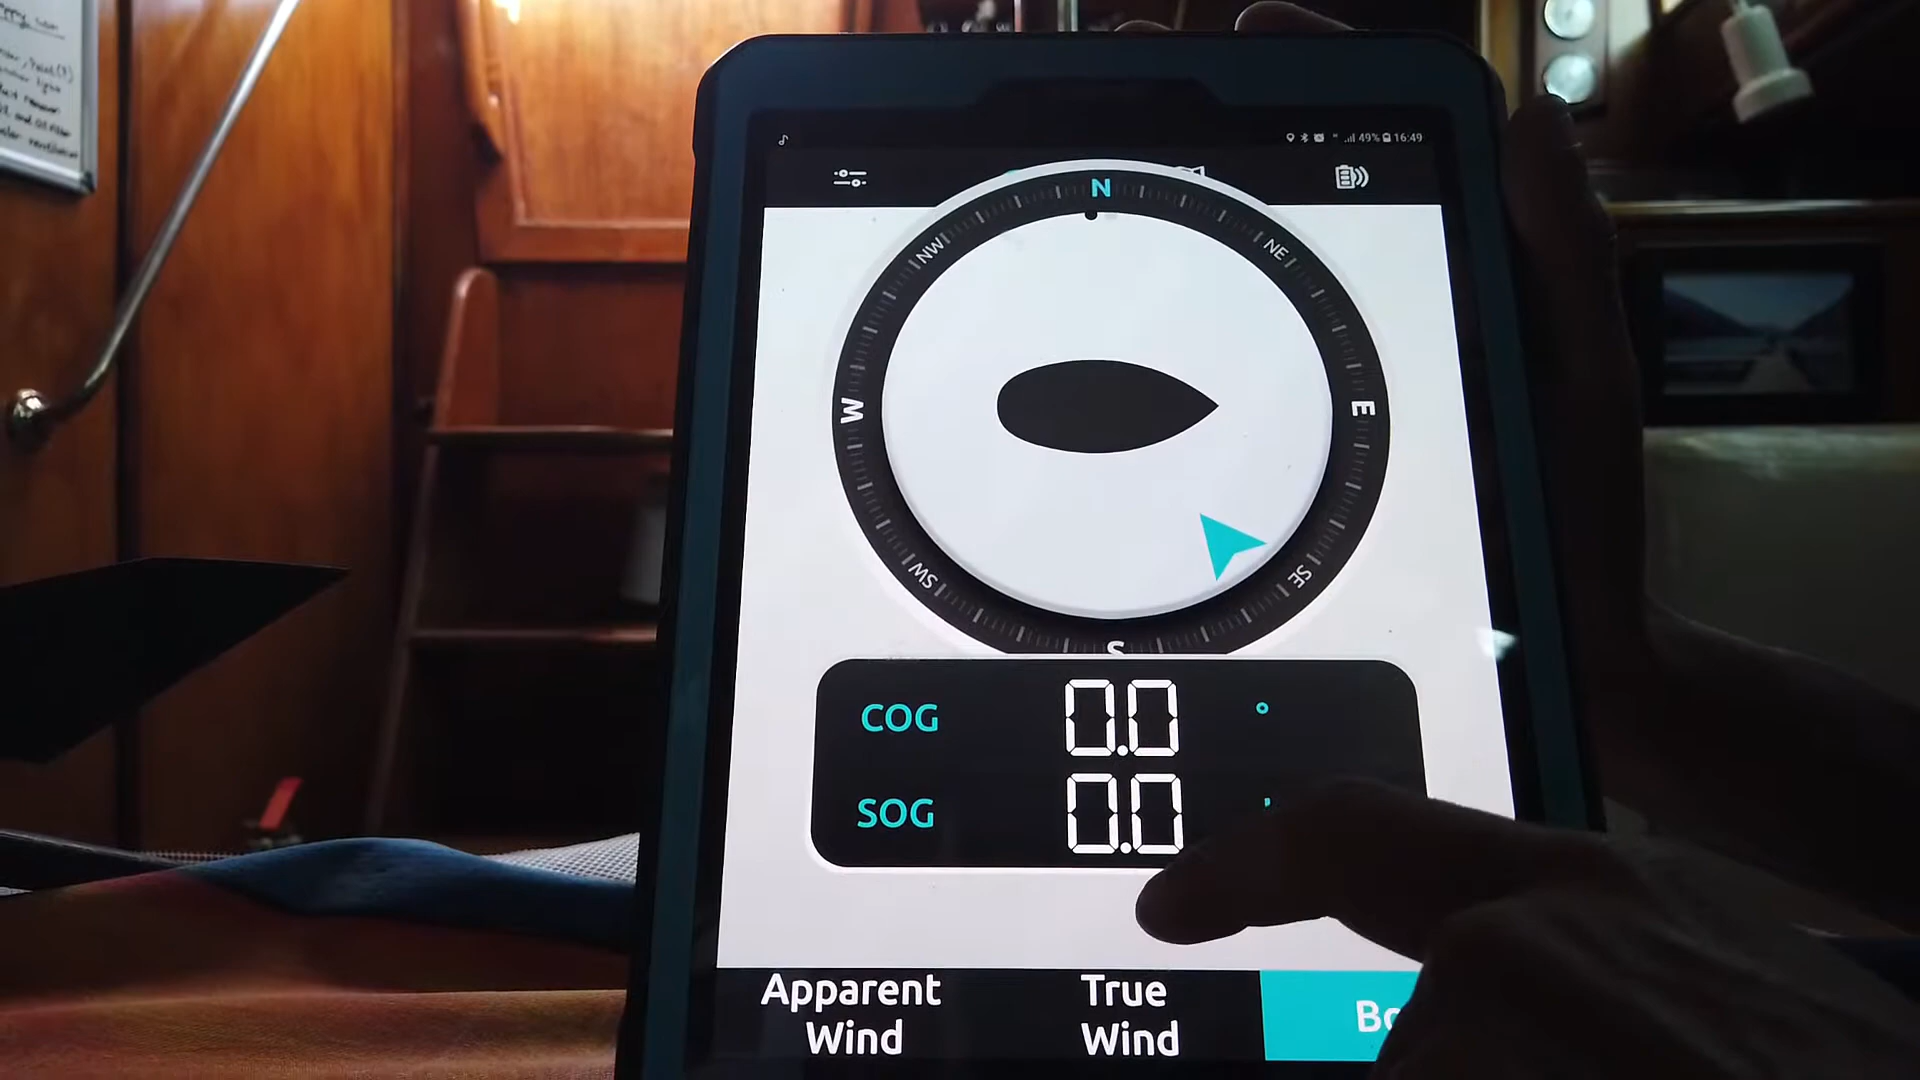 49% 16:49
N
NW
NE
W
E
SW
SE
S
COG 0.0 °
SOG 0.0
Apparent
Wind
True
Wind